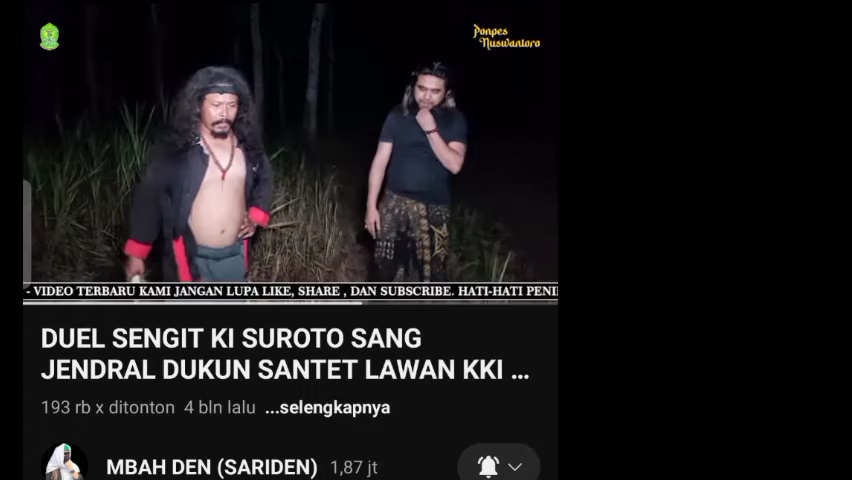 Ponpes
Nuswantoro
- VIDEO TERBARU KAMI JANGAN LUPA LIKE, SHARE , DAN SUBSCRIBE. HATI-HATI PENI
DUEL SENGIT KI SUROTO SANG
JENDRAL DUKUN SANTET LAWAN KKI ...
193 rb x ditonton 4 bln lalu ...selengkapnya
MBAH DEN (SARIDEN) 1,87 jt